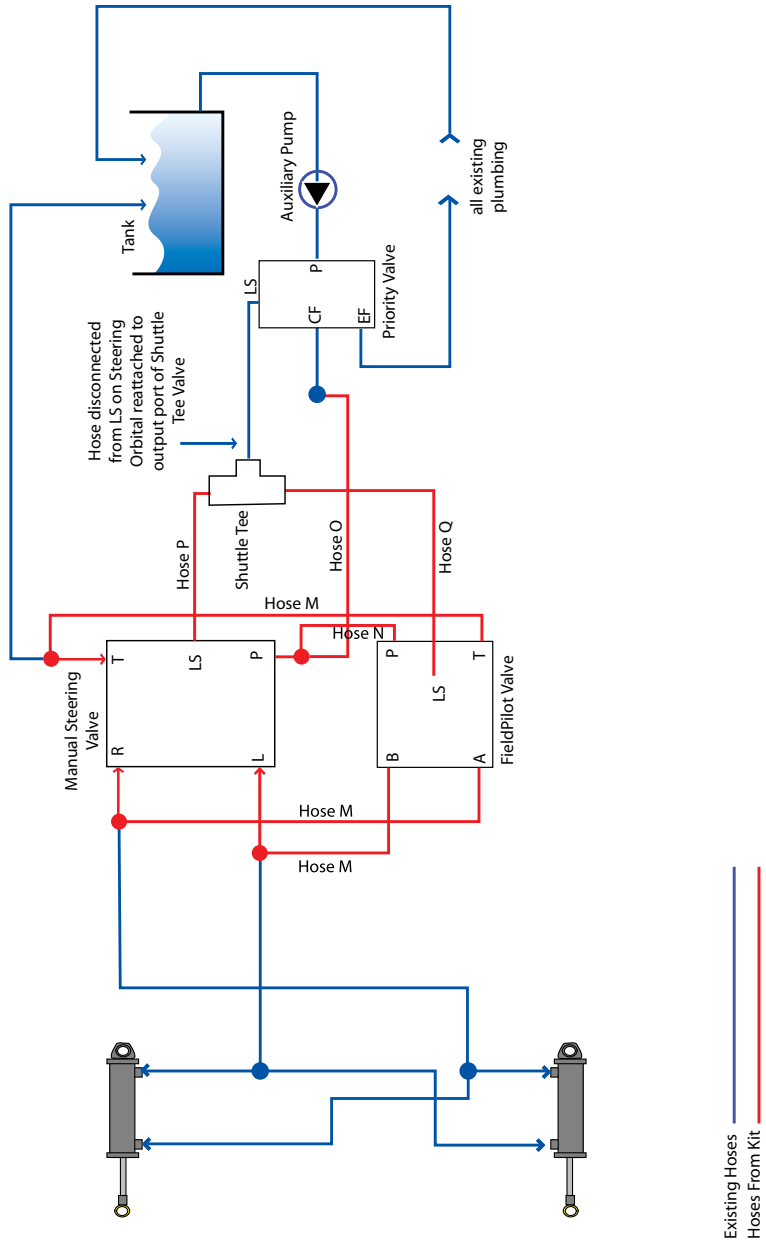 Tank
Auxiliary Pump
all existing
plumbing
Hose disconnected
from LS on Steering
Orbital reattached to
output port of Shuttle
Tee Valve
LS
P
CF
EF
Priority Valve
Shuttle Tee
Hose P
Hose O
Hose Q
Hose M
Hose N
Manual Steering
Valve
T
LS
P
R
L
P
T
LS
B
A
FieldPilot Valve
Hose M
Hose M
Existing Hoses
Hoses From Kit